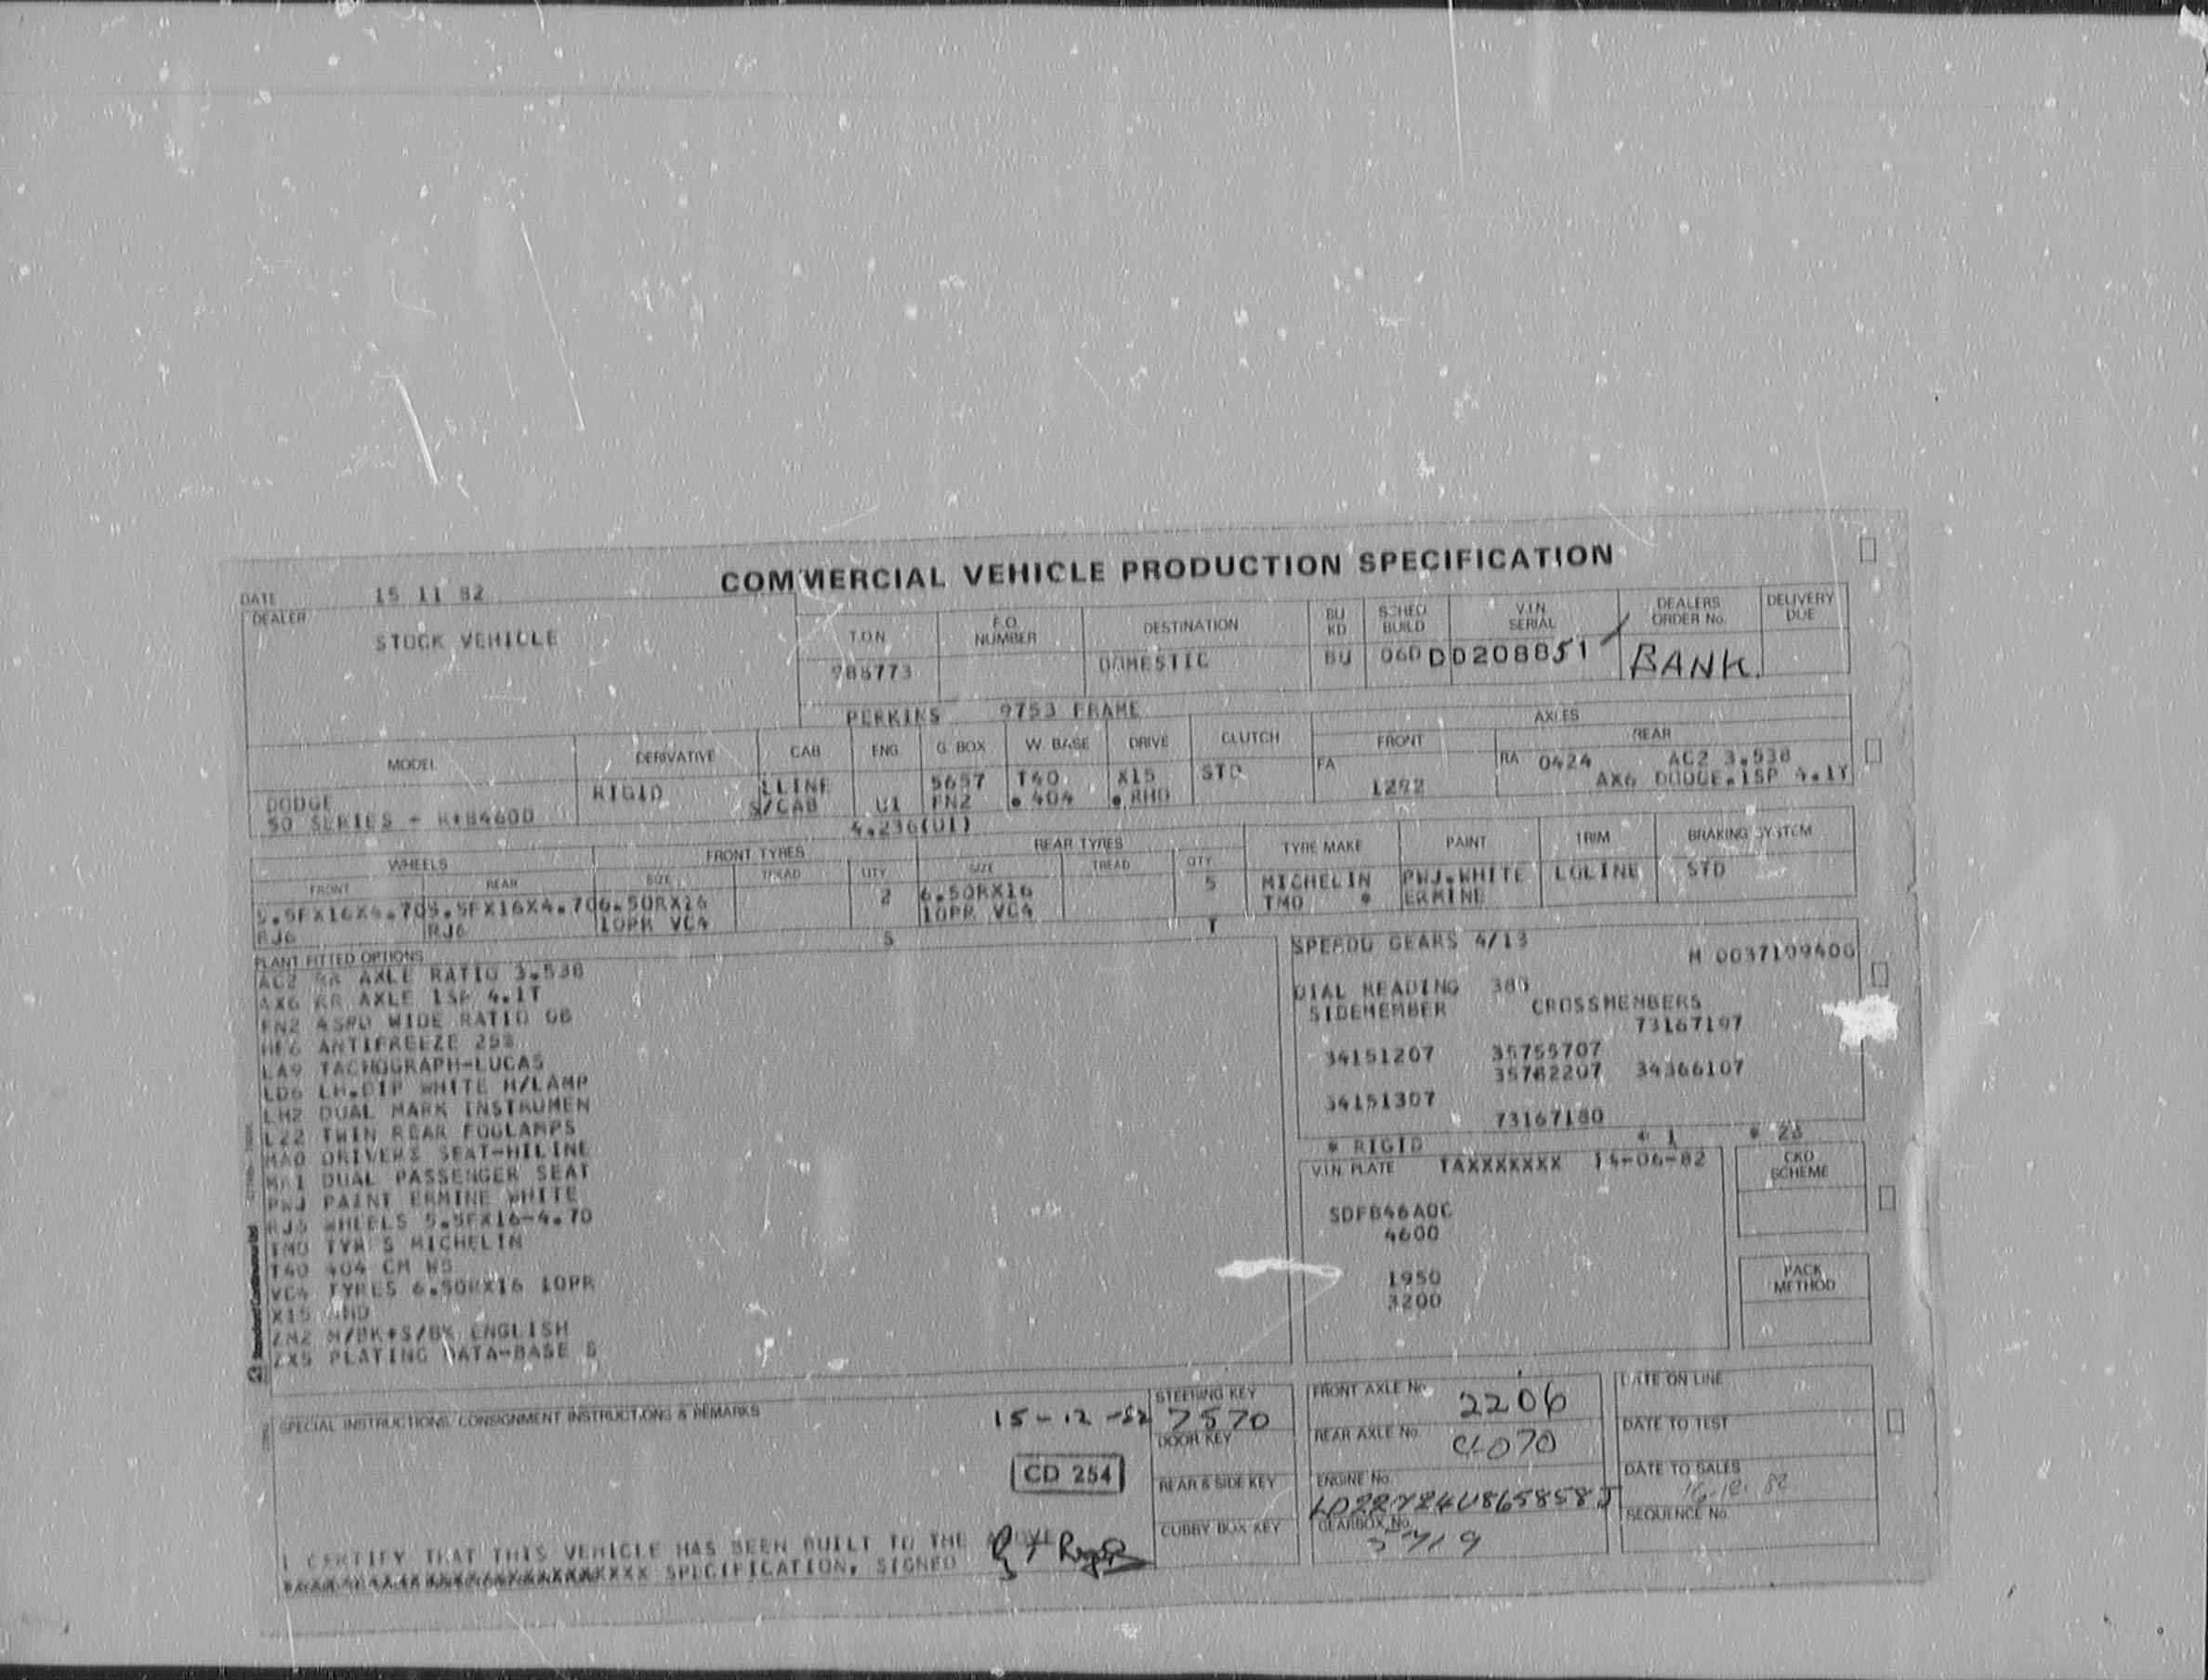 COMMERCIAL VEHICLE PRODUCTION SPECIFICATION
DATE 15 11 82
DEALER
STOCK VEHICLE
T.O.N F.O. NUMBER DESTINATION BU KD SCHED BUILD V.I.N SERIAL DEALERS ORDER No. DELIVERY DUE
988773 DOMESTIC BU 06D DD208851 BANK
PERKINS 9753 FRAME
MODEL DERIVATIVE CAB ENG. G. BOX W. BASE DRIVE CLUTCH AXLES FRONT REAR
DODGE RIGID LLINE 5657 T40 X15 STD FA RA 0424 AC2 3.538
50 SERIES - S/CAB U1 FN2 . 404 . RHD 1292 AX6 DODGE.1SP 4.1T
4.236(U1)
WHEELS FRONT TYRES REAR TYRES TYRE MAKE PAINT TRIM BRAKING SYSTEM
FRONT REAR SIZE TREAD QTY SIZE TREAD QTY.
5.5FX16X4.70 5.5FX16X4.70 6.50RX16 2 6.50RX16 5 MICHELIN PWJ.WHITE LOLINE STD
RJ6 RJ6 10PR VC4 10PR VC4 TMO * ERMINE
S T
PLANT FITTED OPTIONS
AC2 RR AXLE RATIO 3.538
AX6 RR AXLE 1SP 4.1T
FN2 4SPD WIDE RATIO GB
HF6 ANTIFREEZE 25%
LA9 TACHOGRAPH-LUCAS
LD6 LH.DIP WHITE H/LAMP
LH2 DUAL MARK INSTRUMEN
LZ2 TWIN REAR FOGLAMPS
MA0 DRIVERS SEAT-HILINE
MA1 DUAL PASSENGER SEAT
PWJ PAINT ERMINE WHITE
RJ6 WHEELS 5.5FX16-4.70
TMO TYRES MICHELIN
T40 404 CM WB
VC4 TYRES 6.50RX16 10PR
X15 RHD
ZM2 H/BK+S/BK ENGLISH
ZX5 PLATING DATA-BASE S
SPEEDO GEARS 4/13
M 0037109400
DIAL READING 380
SIDEMEMBER CROSSMEMBERS
73167197
34151207 35755707
35782207 34366107
34151307
73167180
* RIGID * 1
V.I.N PLATE TAXXXXXXX 14-06-82
SDFB46A0C
4600
1950
3200
CKD SCHEME
PACK METHOD
Standard Continuous Ltd
SPECIAL INSTRUCTIONS, CONSIGNMENT INSTRUCTIONS & REMARKS
15-12-82
CD 254
I CERTIFY THAT THIS VEHICLE HAS BEEN BUILT TO THE ABOVE
SPECIFICATION, SIGNED
STEERING KEY
7570
DOOR KEY
REAR & SIDE KEY
CUBBY BOX KEY
FRONT AXLE No. 2206
REAR AXLE No. 4070
ENGINE No.
GEARBOX No.
DATE ON LINE
DATE TO TEST
DATE TO SALES
SEQUENCE No.